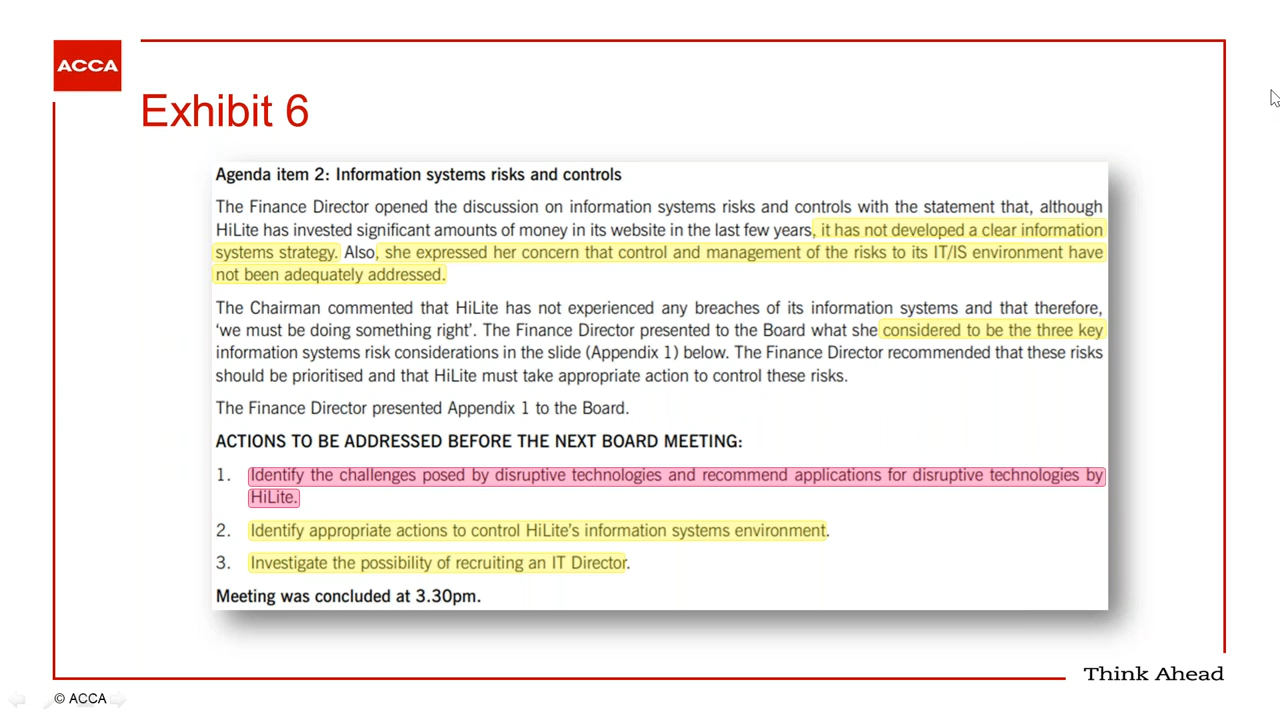 ACCA
Exhibit 6
Agenda item 2: Information systems risks and controls
The Finance Director opened the discussion on information systems risks and controls with the statement that, although
HiLite has invested significant amounts of money in its website in the last few years, it has not developed a clear information
systems strategy. Also, she expressed her concern that control and management of the risks to its IT/IS environment have
not been adequately addressed.
The Chairman commented that HiLite has not experienced any breaches of its information systems and that therefore,
‘we must be doing something right’. The Finance Director presented to the Board what she considered to be the three key
information systems risk considerations in the slide (Appendix 1) below. The Finance Director recommended that these risks
should be prioritised and that HiLite must take appropriate action to control these risks.
The Finance Director presented Appendix 1 to the Board.
ACTIONS TO BE ADDRESSED BEFORE THE NEXT BOARD MEETING:
1. Identify the challenges posed by disruptive technologies and recommend applications for disruptive technologies by
HiLite.
2. Identify appropriate actions to control HiLite’s information systems environment.
3. Investigate the possibility of recruiting an IT Director.
Meeting was concluded at 3.30pm.
Think Ahead
© ACCA